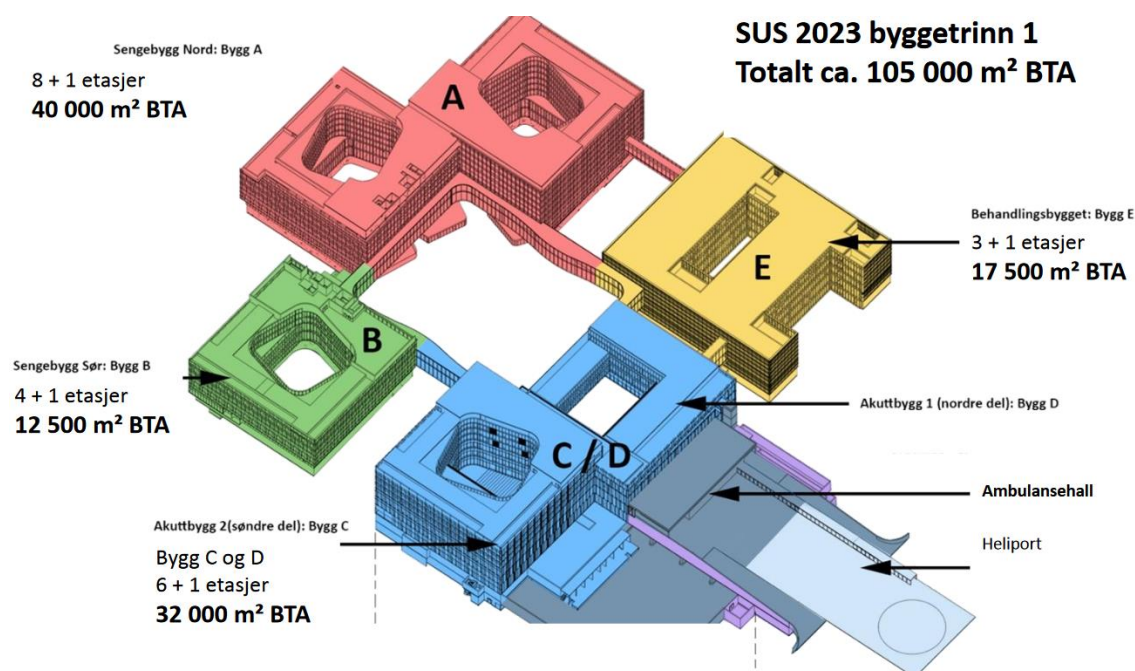 SUS 2023 byggetrinn 1
Totalt ca. 105 000 m² BTA
Sengebygg Nord: Bygg A
8 + 1 etasjer
40 000 m² BTA
A
Behandlingsbygget: Bygg E
3 + 1 etasjer
17 500 m² BTA
E
B
Sengebygg Sør: Bygg B
4 + 1 etasjer
12 500 m² BTA
Akuttbygg 1 (nordre del): Bygg D
C / D
Ambulansehall
Akuttbygg 2(søndre del): Bygg C
Bygg C og D
6 + 1 etasjer
32 000 m² BTA
Heliport